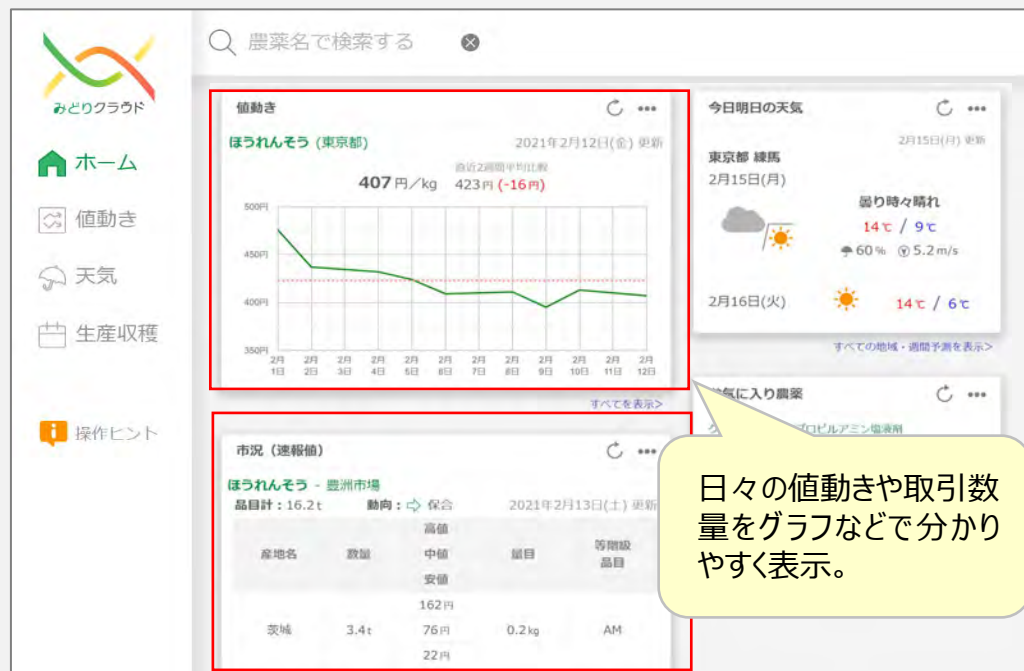 農薬名で検索する
みどりクラウド
ホーム
値動き
天気
生産収穫
操作ヒント
値動き
ほうれんそう (東京都)
2021年2月12日(金) 更新
直近2週間平均比較
407円/kg 423円 (-16円)
500円
450円
400円
350円
2月 2月 2月 2月 2月 2月 2月 2月 2月 2月 2月 2月
1日 2日 3日 4日 5日 6日 7日 8日 9日 10日 11日 12日
すべてを表示>
市況（速報値）
ほうれんそう - 豊洲市場
品目計：16.2t 動向：⇨ 保合 2021年2月13日(土) 更新
高値
産地名 数量 中値 量目 等階級
品目
安値
162円
茨城 3.4t 76円 0.2kg AM
22円
今日明日の天気
2月15日(月) 更新
東京都 練馬
2月15日(月)
曇り時々晴れ
14℃ / 9℃
60% 5.2m/s
2月16日(火) 14℃ / 6℃
すべての地域・週間予測を表示>
気に入り農薬
プロピルアミン塩液剤
日々の値動きや取引数
量をグラフなどで分かり
やすく表示。